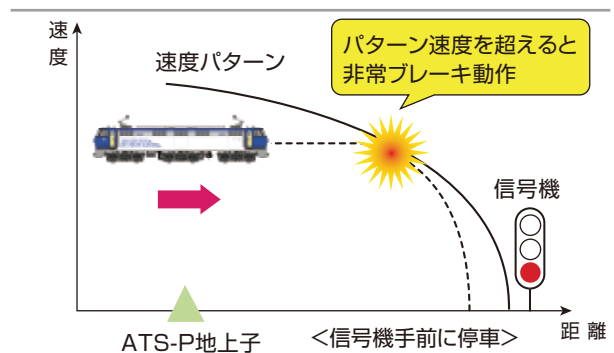 速度
パターン速度を超えると
非常ブレーキ動作
速度パターン
信号機
距 離
ATS-P地上子
<信号機手前に停車>